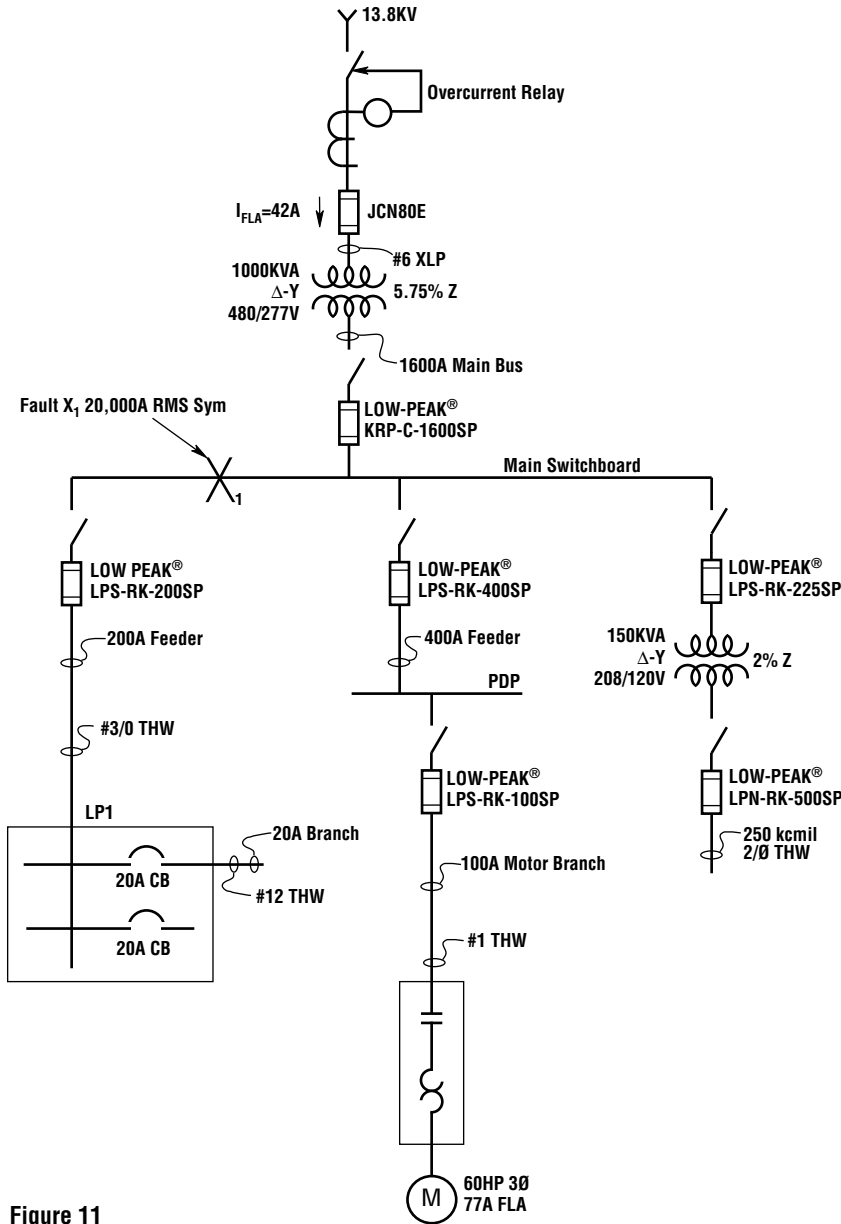 13.8KV
Overcurrent Relay
I_FLA=42A
JCN80E
#6 XLP
1000KVA
Δ-Y
480/277V
5.75% Z
1600A Main Bus
LOW-PEAK®
KRP-C-1600SP
Fault X₁ 20,000A RMS Sym
Main Switchboard
1
LOW PEAK®
LPS-RK-200SP
LOW-PEAK®
LPS-RK-400SP
LOW-PEAK®
LPS-RK-225SP
200A Feeder
400A Feeder
150KVA
Δ-Y
208/120V
2% Z
PDP
#3/0 THW
LOW-PEAK®
LPS-RK-100SP
LOW-PEAK®
LPN-RK-500SP
LP1
20A Branch
20A CB
#12 THW
20A CB
100A Motor Branch
250 kcmil
2/Ø THW
#1 THW
M
60HP 3Ø
77A FLA
Figure 11